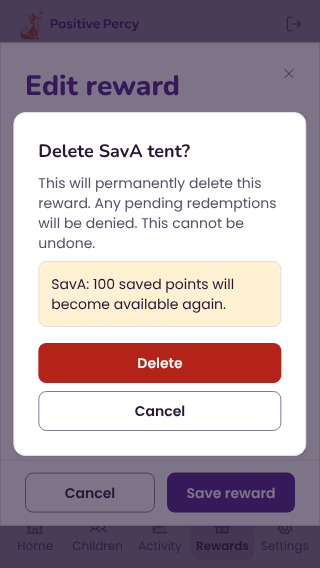 Positive Percy
Edit reward
Delete SavA tent?
This will permanently delete this
reward. Any pending redemptions
will be denied. This cannot be
undone.
SavA: 100 saved points will
become available again.
Delete
Cancel
Cancel
Save reward
Home
Children
Activity
Rewards
Settings